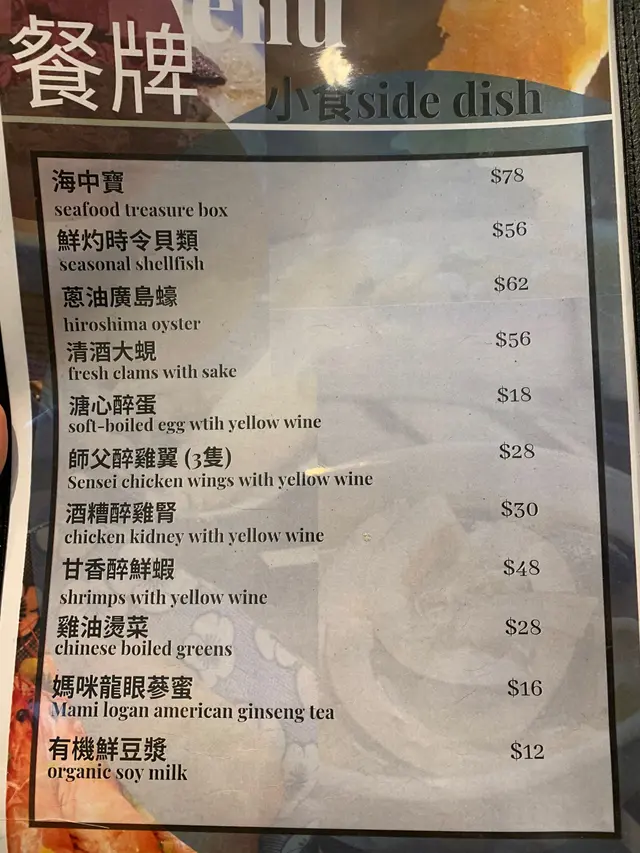 enu
餐牌
小食side dish
海中寶 $78
seafood treasure box
鮮灼時令貝類 $56
seasonal shellfish
蔥油廣島蠔 $62
hiroshima oyster
清酒大蜆 $56
fresh clams with sake
溏心醉蛋 $18
soft-boiled egg wtih yellow wine
師父醉雞翼 (3隻) $28
Sensei chicken wings with yellow wine
酒糟醉雞腎 $30
chicken kidney with yellow wine
甘香醉鮮蝦 $48
shrimps with yellow wine
雞油燙菜 $28
chinese boiled greens
媽咪龍眼蔘蜜 $16
Mami logan american ginseng tea
有機鮮豆漿 $12
organic soy milk